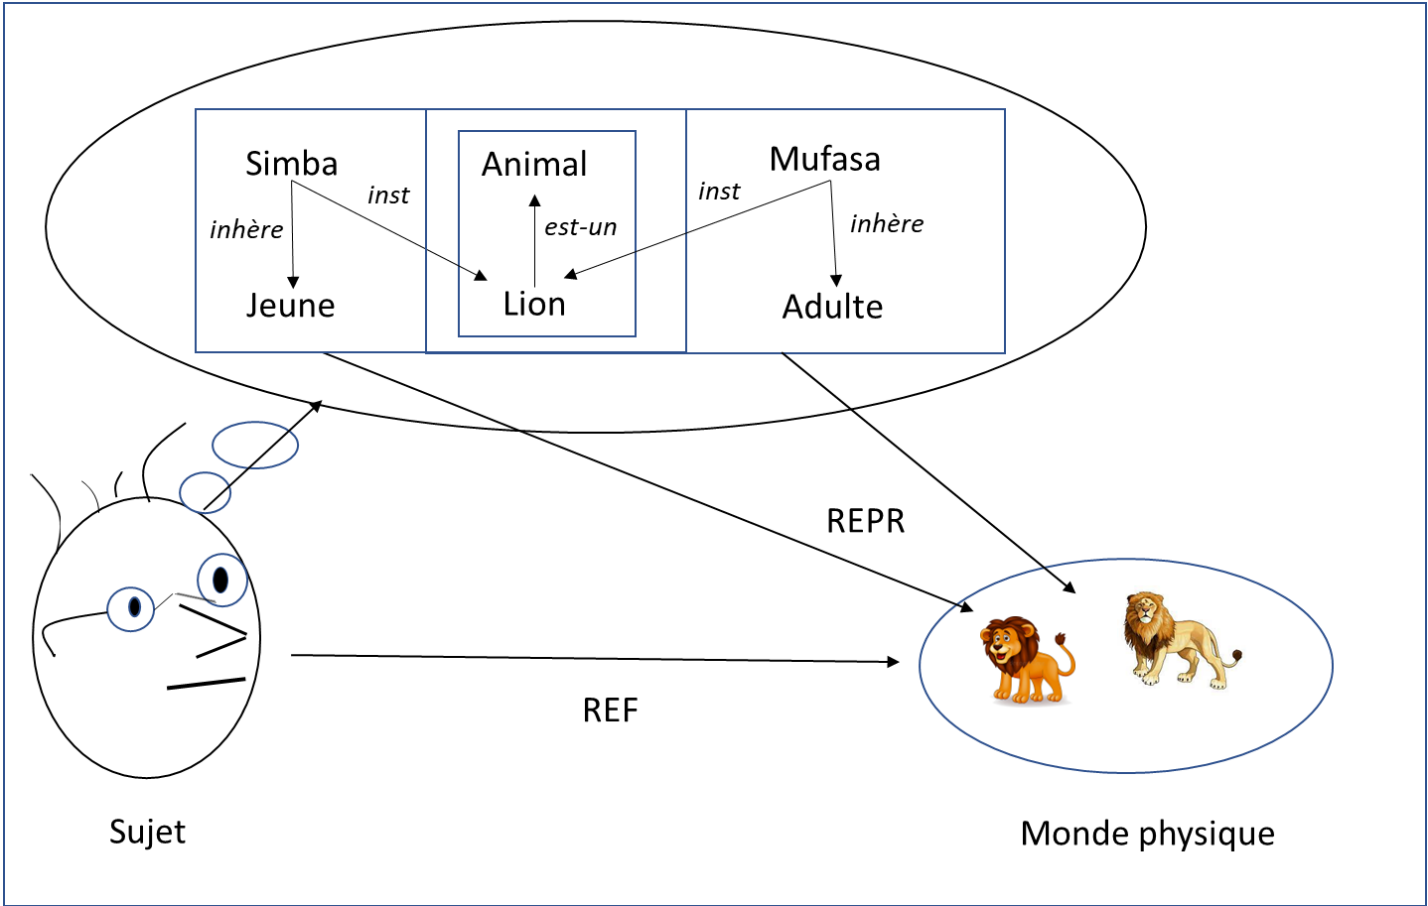 Simba
Animal
Mufasa
inst
inst
inhère
est-un
inhère
Jeune
Lion
Adulte
REPR
REF
Sujet
Monde physique